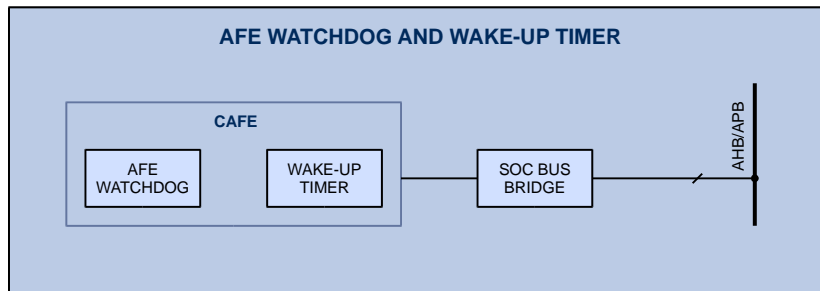 AFE WATCHDOG AND WAKE-UP TIMER
CAFE
AFE
WATCHDOG
WAKE-UP
TIMER
SOC BUS
BRIDGE
AHB/APB